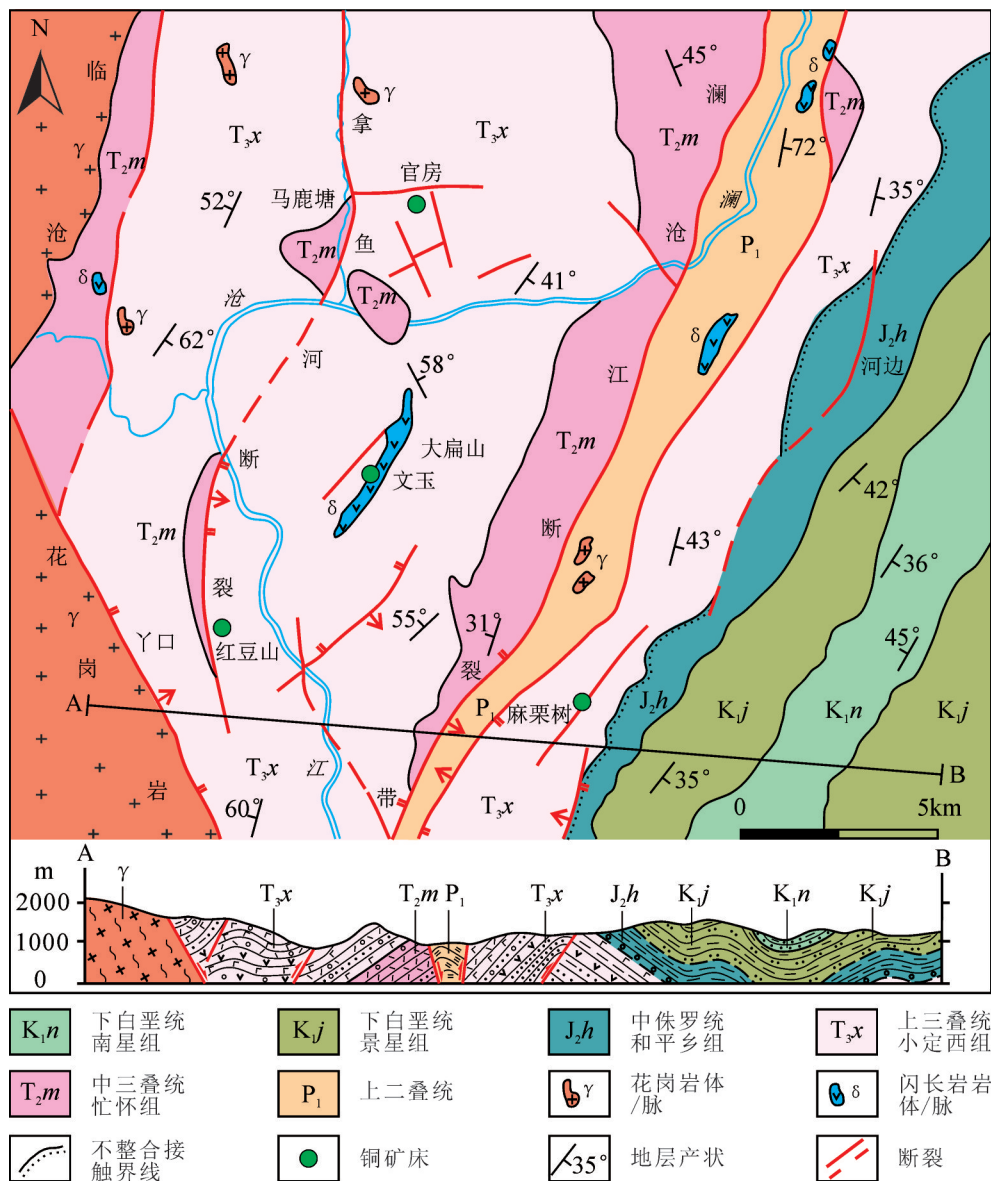 N
临
γ
沧
T₂m
γ
T₃x
γ
拿
T₃x
45°
澜
T₂m
δ
T₂m
72°
35°
52°
马鹿塘
官房
T₂m
鱼
澜
沧
P₁
T₃x
δ
γ
沧
T₂m
41°
62°
河
58°
δ
J₂h
河边
江
T₂m
大扁山
文玉
δ
断
T₂m
42°
43°
36°
花
γ
岗
裂
γ
55°
31°
45°
丫口
红豆山
裂
A
P₁
麻栗树
J₂h
K₁j
K₁n
K₁j
B
岩
T₃x
江
60°
带
T₃x
35°
0
5km
A
B
m
2000
1000
0
γ
T₃x
T₂m
P₁
T₃x
J₂h
K₁j
K₁n
K₁j
K₁n
下白垩统
南星组
K₁j
下白垩统
景星组
J₂h
中侏罗统
和平乡组
T₃x
上三叠统
小定西组
T₂m
中三叠统
忙怀组
P₁
上二叠统
γ
花岗岩体
/脉
δ
闪长岩岩
体/脉
不整合接
触界线
铜矿床
35°
地层产状
断裂